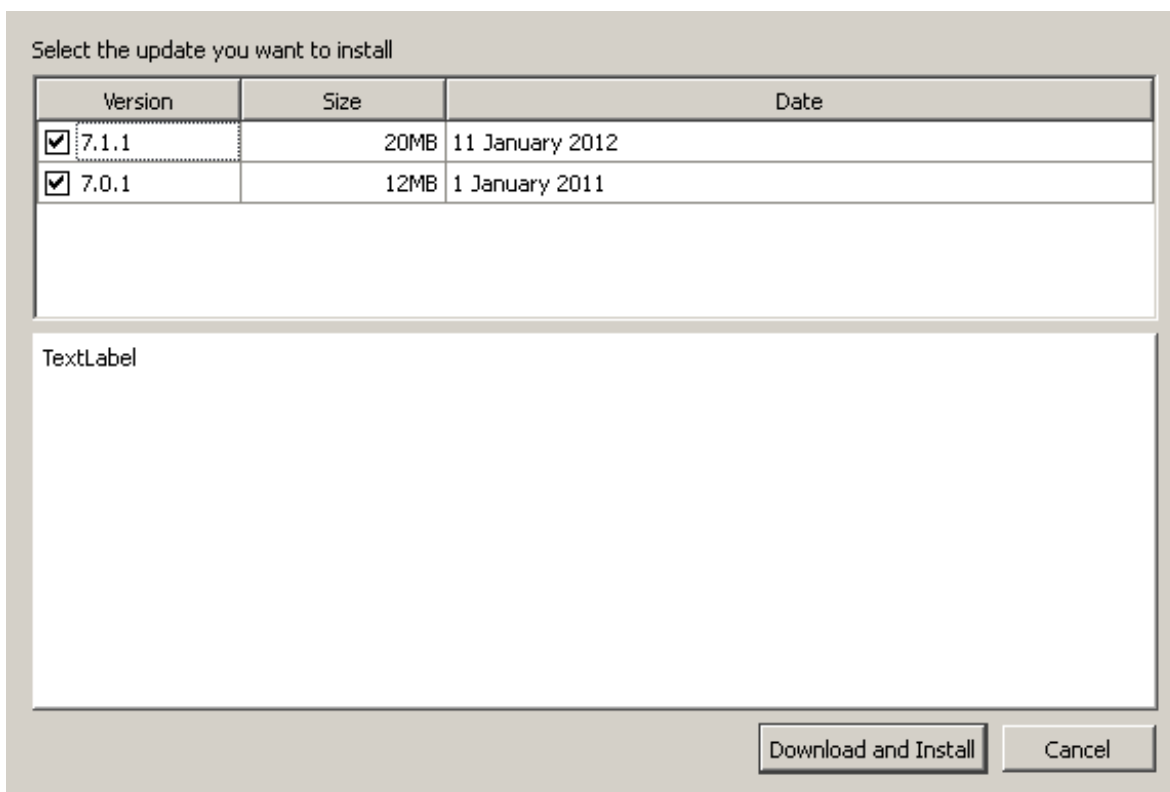 Select the update you want to install
Version Size Date
7.1.1 20MB 11 January 2012
7.0.1 12MB 1 January 2011
TextLabel
Download and Install Cancel